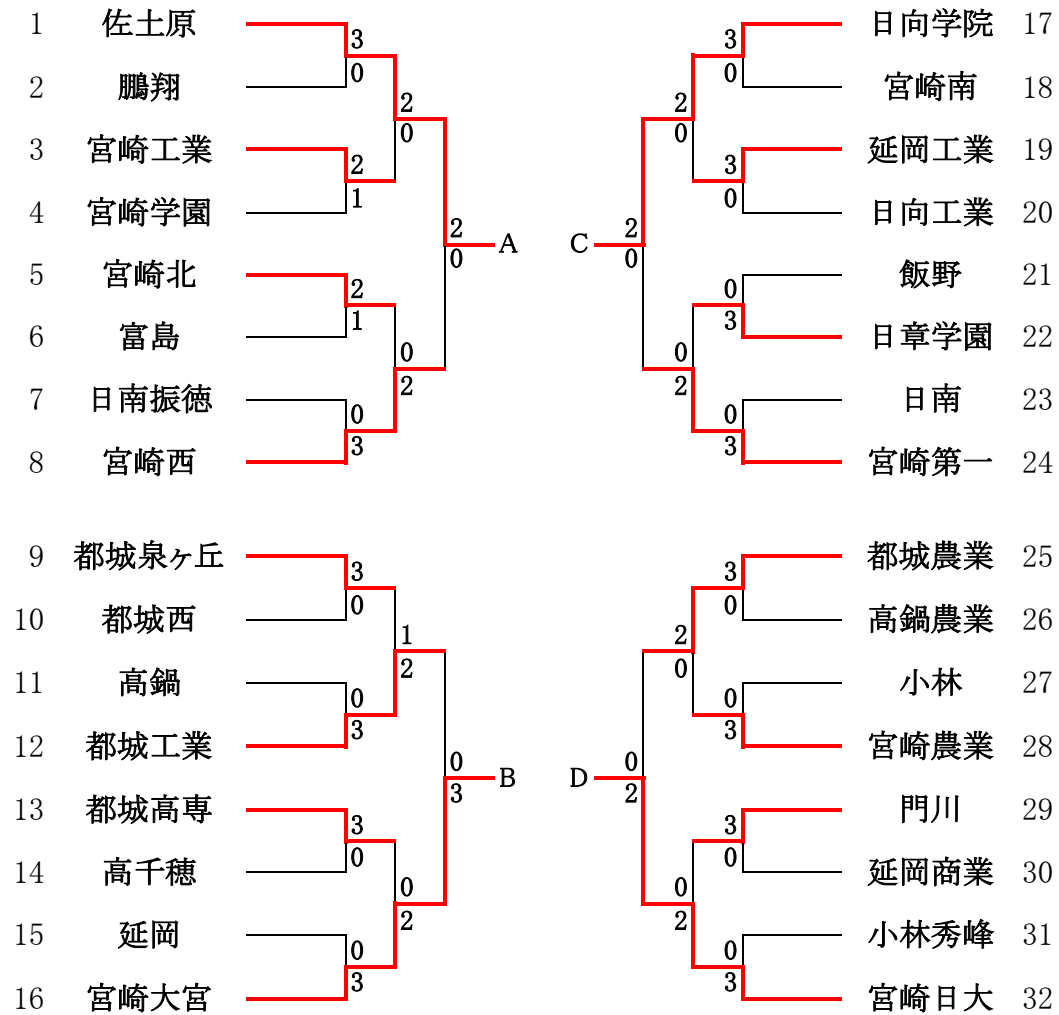 1 佐土原
3
0
2 鵬翔
2
0
3 宮崎工業
2
1
4 宮崎学園
2
0
A
5 宮崎北
2
1
6 富島
0
2
7 日南振徳
0
3
8 宮崎西
9 都城泉ヶ丘
3
0
10 都城西
1
2
11 高鍋
0
3
12 都城工業
0
3
B
13 都城高専
3
0
14 高千穂
0
2
15 延岡
0
3
16 宮崎大宮
日向学院 17
3
0
宮崎南 18
2
0
延岡工業 19
3
0
日向工業 20
C
2
0
飯野 21
0
3
日章学園 22
0
2
日南 23
0
3
宮崎第一 24
都城農業 25
3
0
高鍋農業 26
2
0
小林 27
0
3
宮崎農業 28
D
0
2
門川 29
3
0
延岡商業 30
0
2
小林秀峰 31
0
3
宮崎日大 32